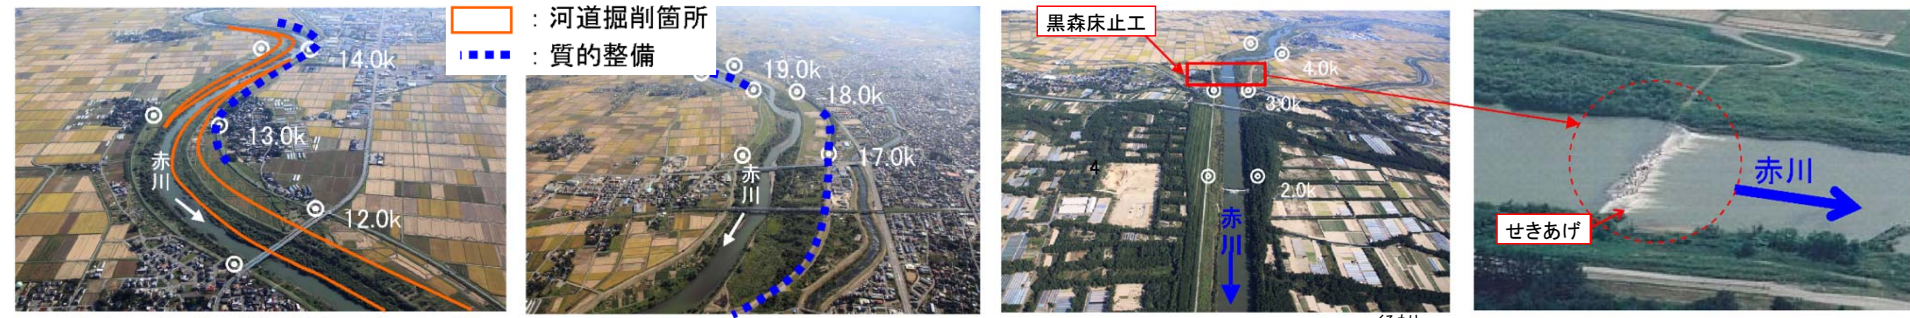 ：河道掘削箇所
：質的整備
14.0k
13.0k
12.0k
赤川
19.0k
18.0k
17.0k
赤川
黒森床止工
4.0k
3.0k
4
2.0k
赤川
赤川
せきあげ